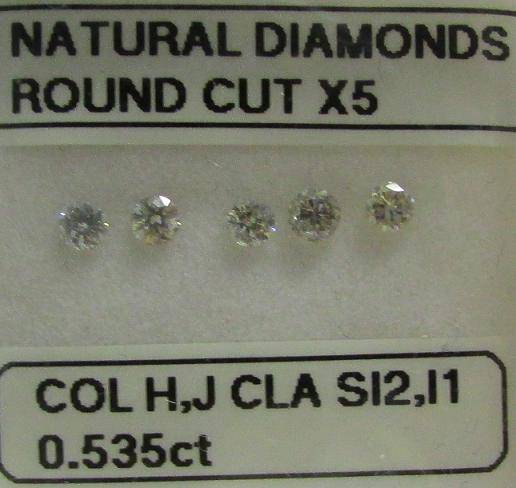 NATURAL DIAMONDS
ROUND CUT X5
COL H,J CLA SI2,I1
0.535ct